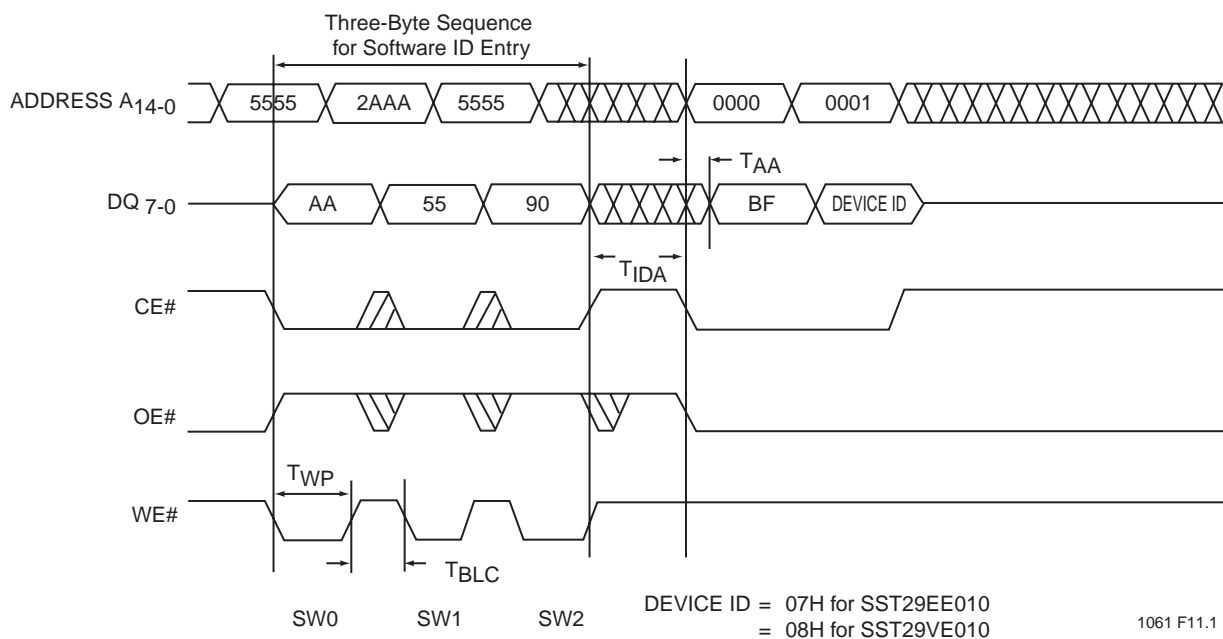 Three-Byte Sequence
for Software ID Entry
ADDRESS A14-0
5555
2AAA
5555
0000
0001
TAA
DQ 7-0
AA
55
90
BF
DEVICE ID
TIDA
CE#
OE#
TWP
WE#
TBLC
SW0
SW1
SW2
DEVICE ID = 07H for SST29EE010
= 08H for SST29VE010
1061 F11.1